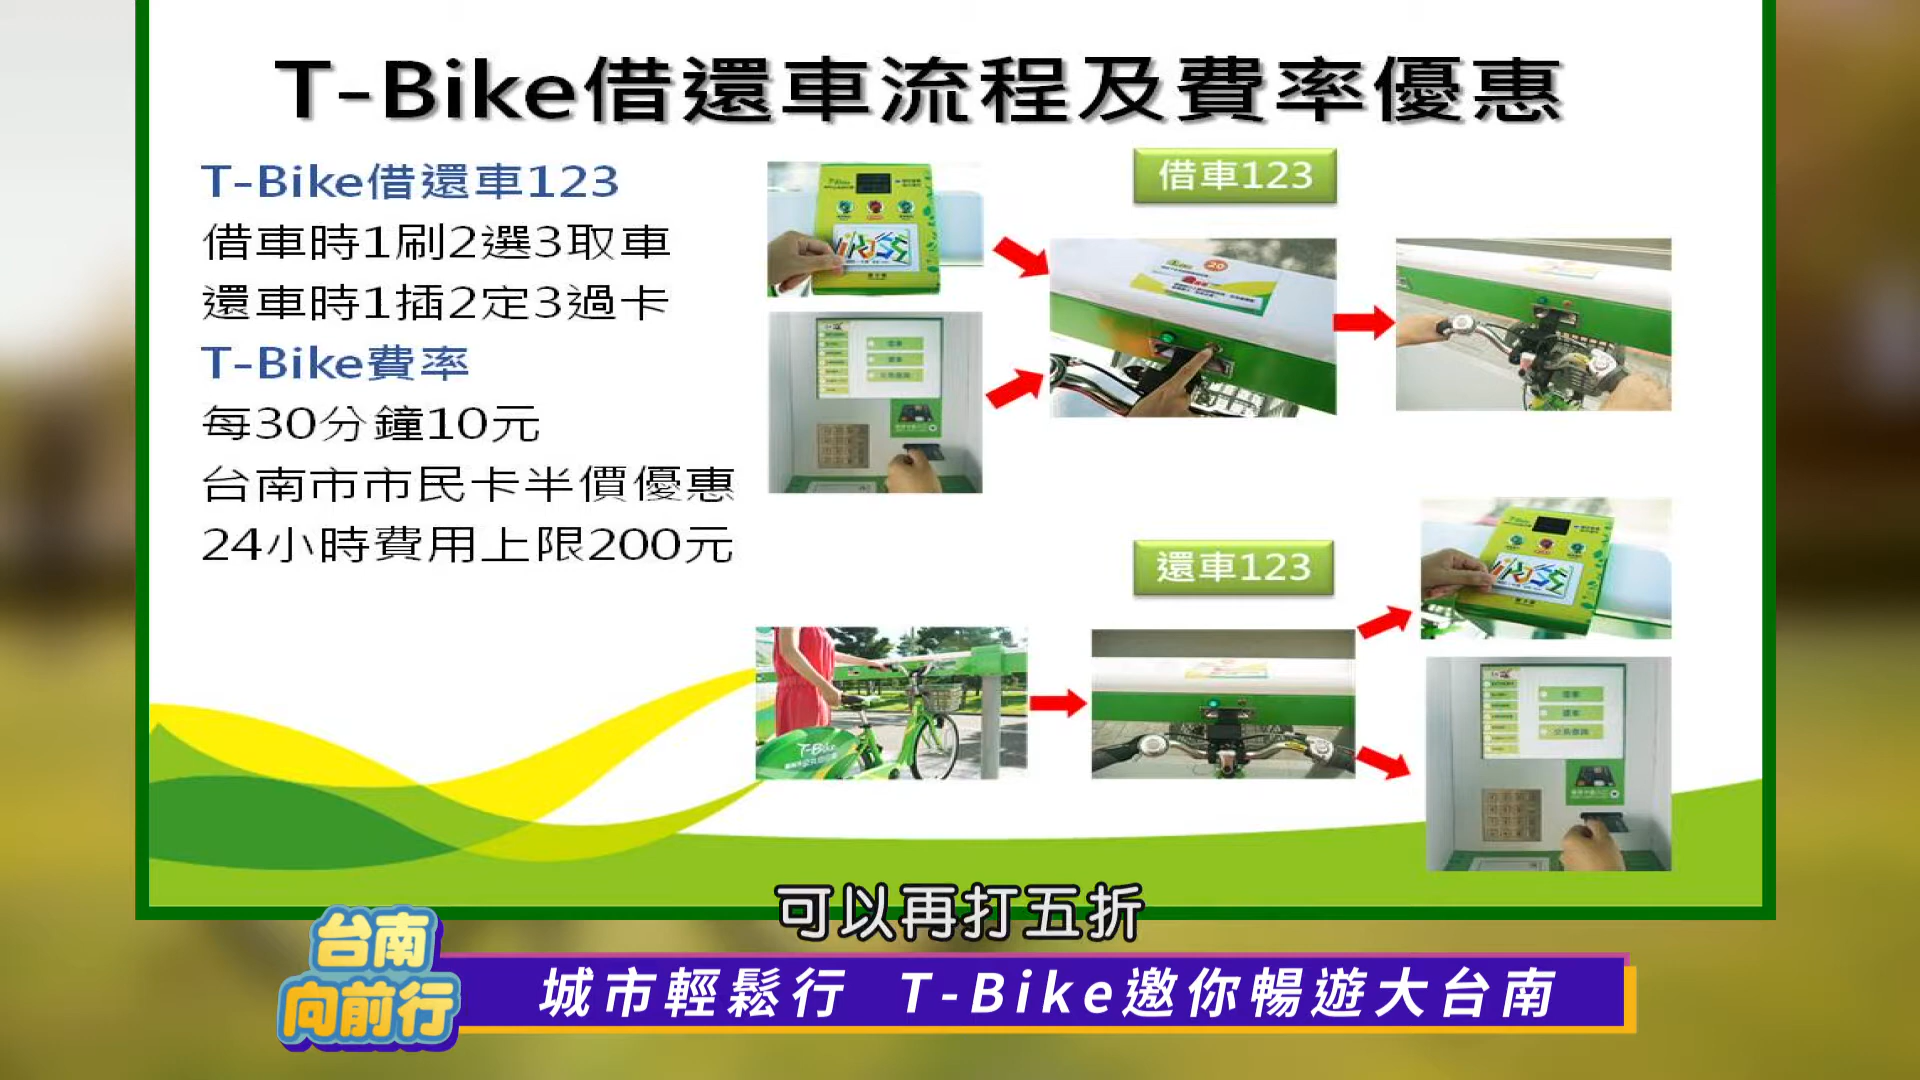 T-Bike借還車流程及費率優惠
T-Bike借還車123
借車時1刷2選3取車
還車時1插2定3過卡
T-Bike費率
每30分鐘10元
台南市市民卡半價優惠
24小時費用上限200元
借車123
還車123
T-Bike
可以再打五折
台南
向前行
城市輕鬆行 T-Bike邀你暢遊大台南